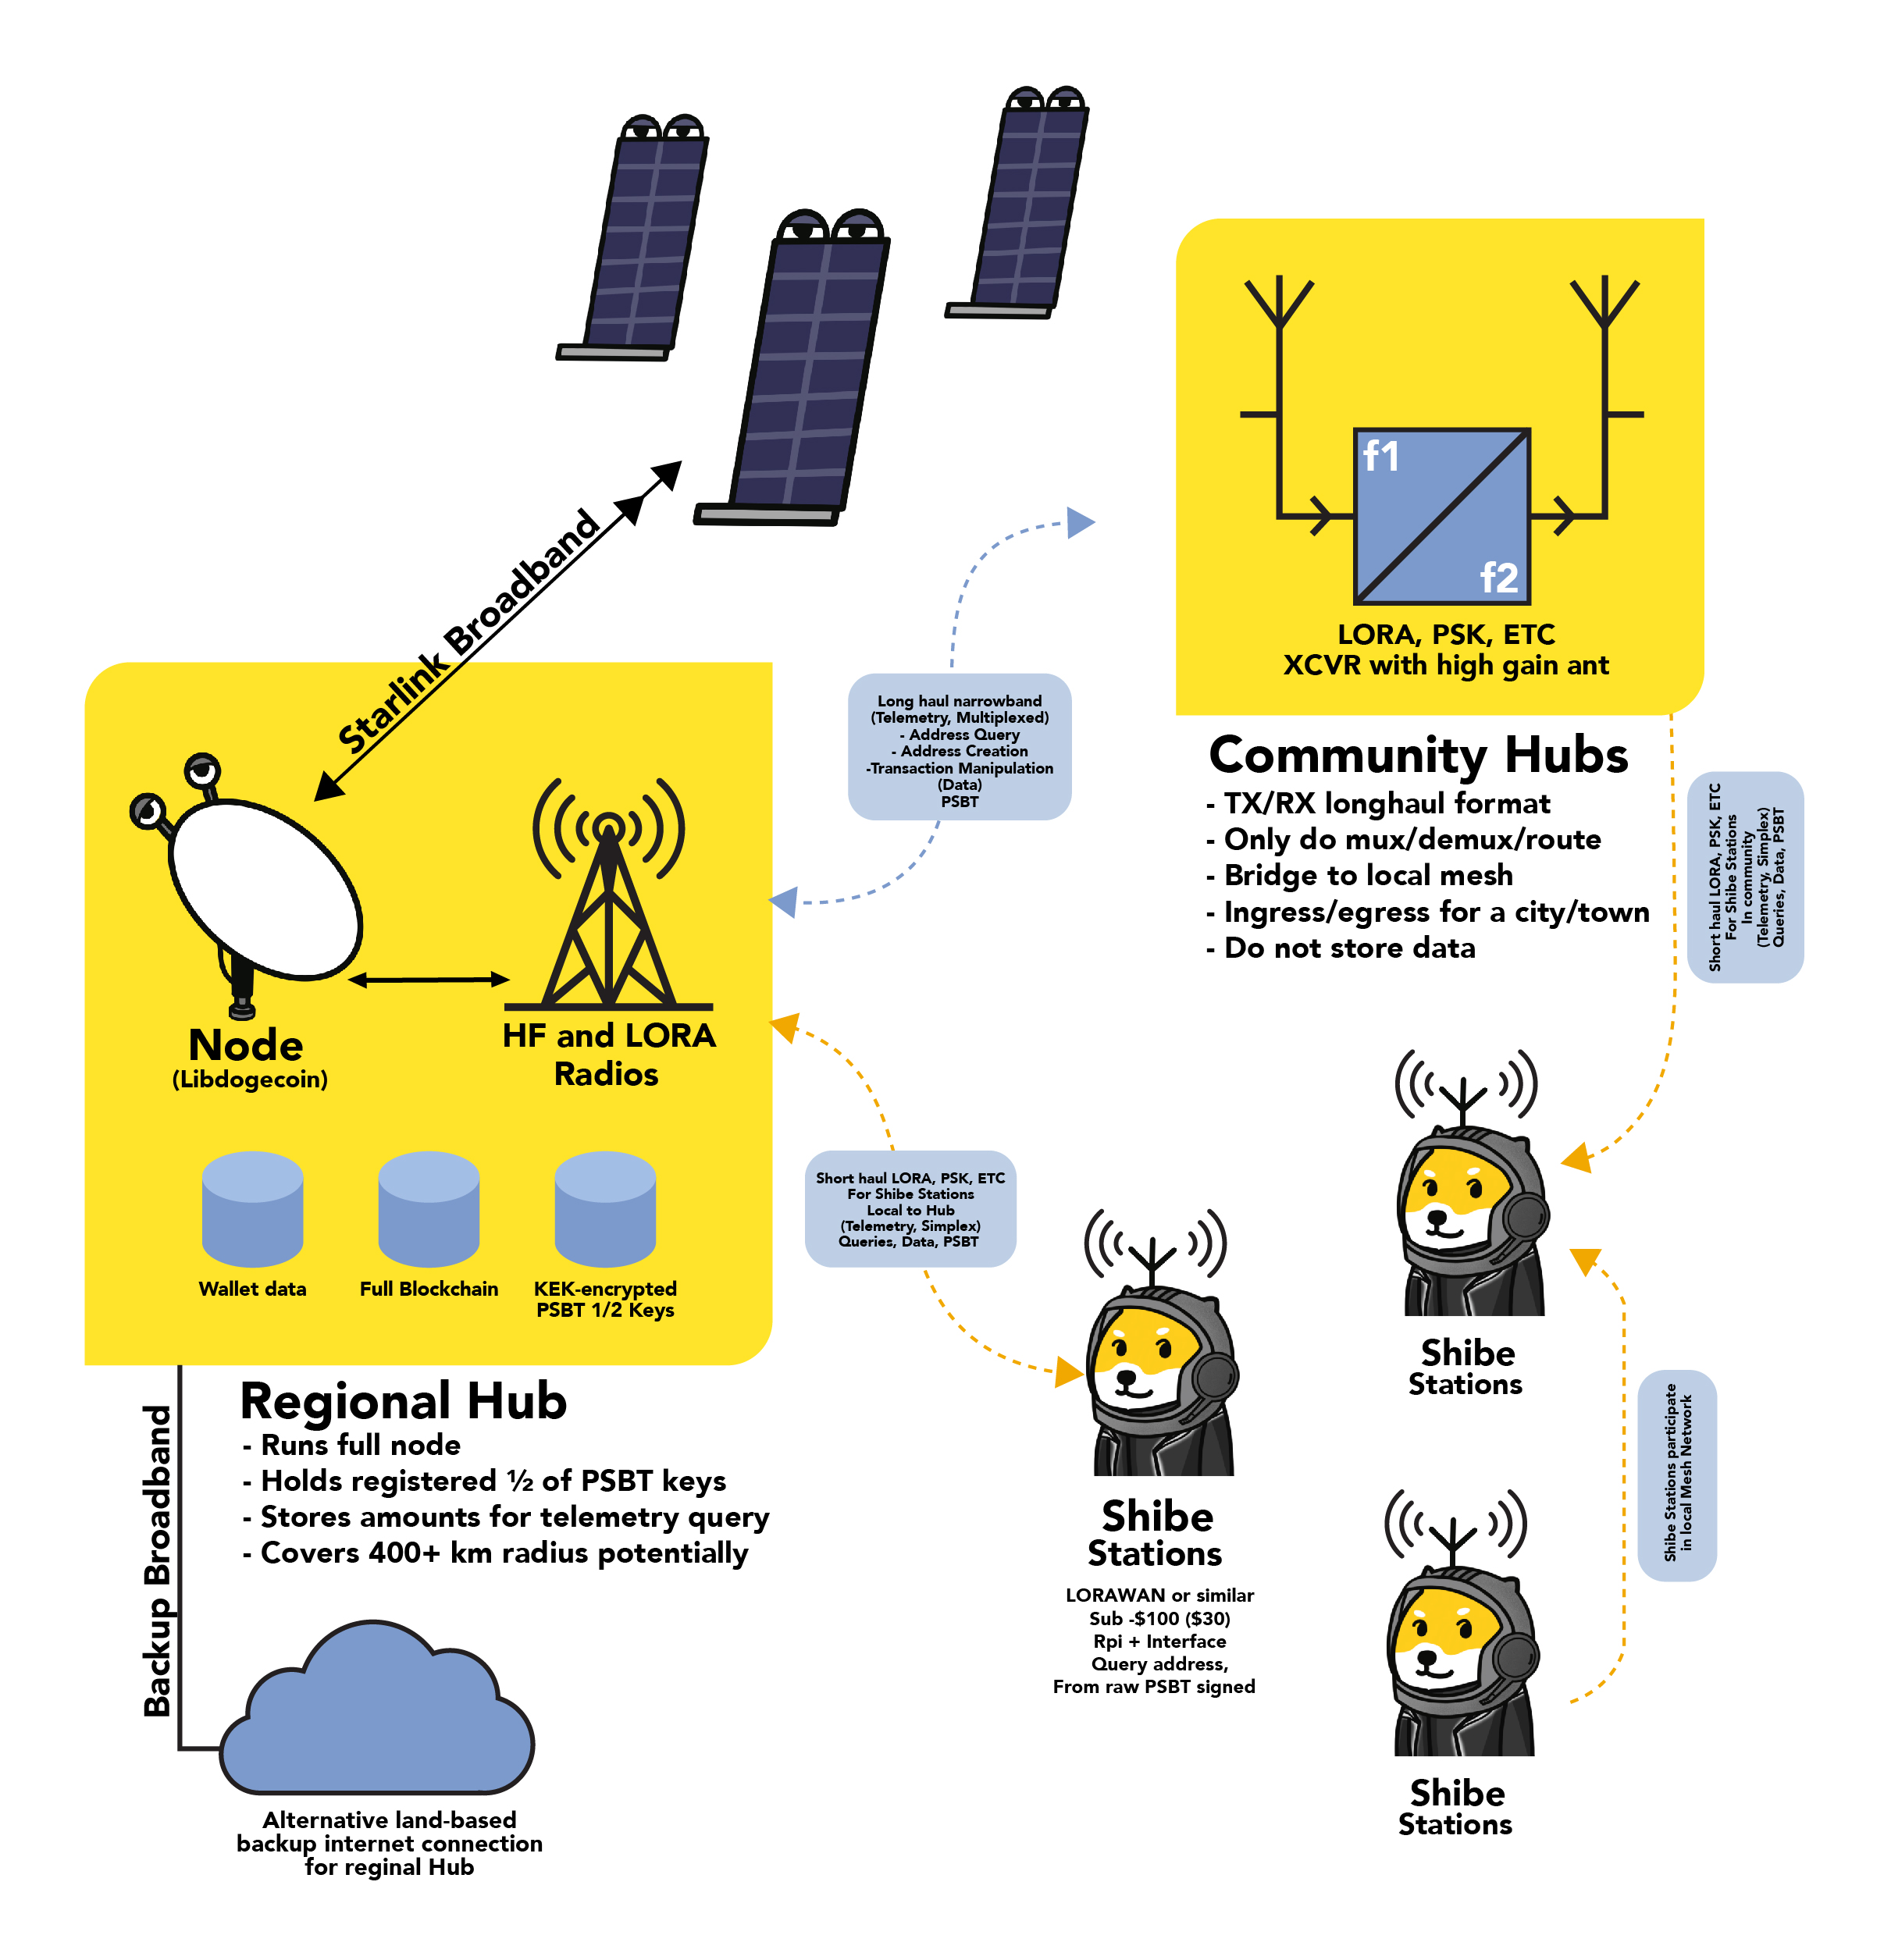 Starlink Broadband
f1
f2
LORA, PSK, ETC
XCVR with high gain ant
Long haul narrowband
(Telemetry, Multiplexed)
- Address Query
- Address Creation
-Transaction Manipulation
(Data)
PSBT
Community Hubs
- TX/RX longhaul format
- Only do mux/demux/route
- Bridge to local mesh
- Ingress/egress for a city/town
- Do not store data
Short haul LORA, PSK, ETC
For Shibe Stations
In community
(Telemetry, Simplex)
Queries, Data, PSBT
Node
(Libdogecoin)
HF and LORA
Radios
Wallet data
Full Blockchain
KEK-encrypted
PSBT 1/2 Keys
Short haul LORA, PSK, ETC
For Shibe Stations
Local to Hub
(Telemetry, Simplex)
Queries, Data, PSBT
Regional Hub
- Runs full node
- Holds registered ½ of PSBT keys
- Stores amounts for telemetry query
- Covers 400+ km radius potentially
Backup Broadband
Alternative land-based
backup internet connection
for reginal Hub
Shibe
Stations
LORAWAN or similar
Sub -$100 ($30)
Rpi + Interface
Query address,
From raw PSBT signed
Shibe
Stations
Shibe Stations participate
in local Mesh Network
Shibe
Stations